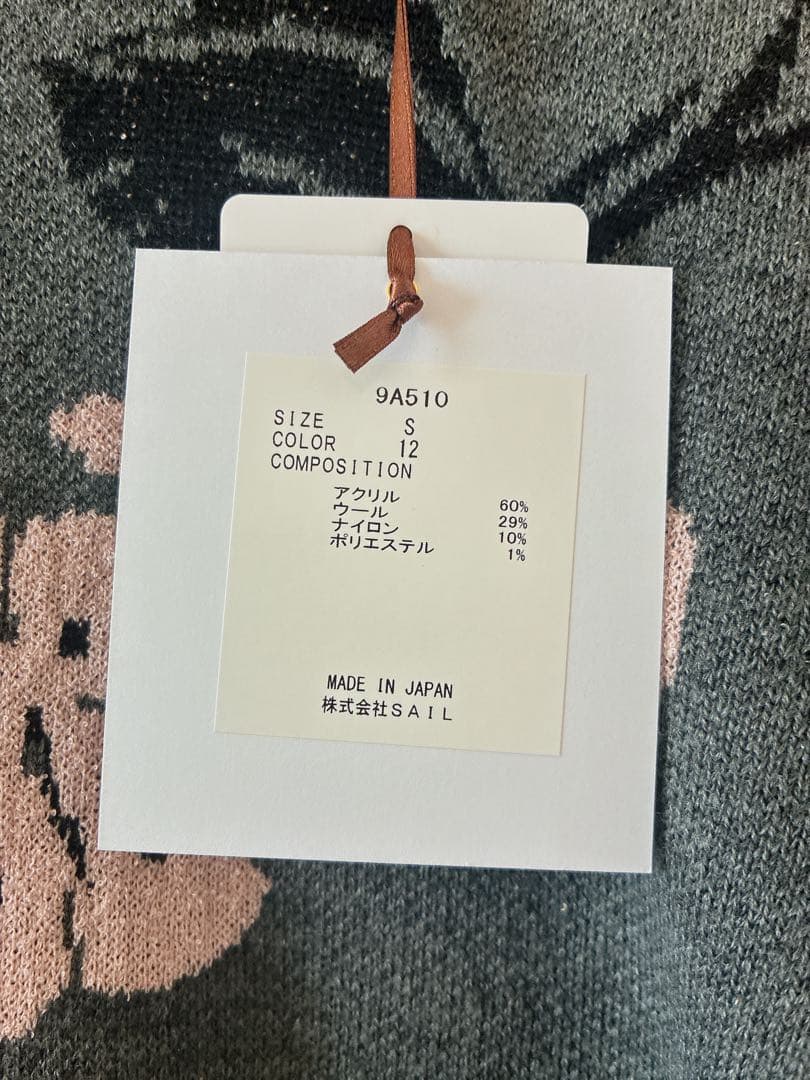 9A510
SIZE S
COLOR 12
COMPOSITION
アクリル 60%
ウール 29%
ナイロン 10%
ポリエステル 1%
MADE IN JAPAN
株式会社SAIL